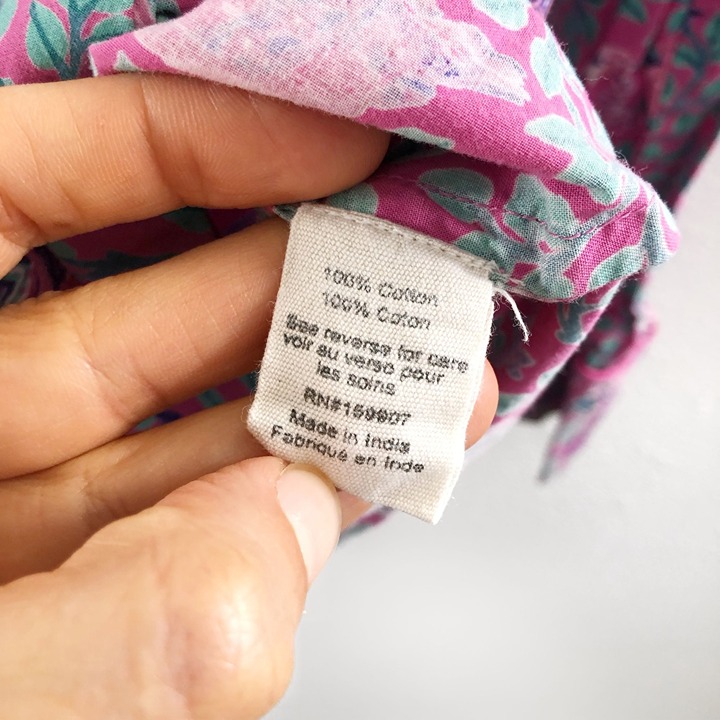 100% Cotton
100% Coton
See reverse for care
voir au verso pour
les soins
RN#159907
Made in India
Fabriqué en Inde